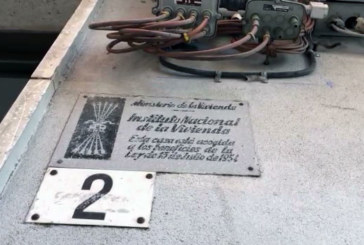 Ministerio de la Vivienda
Instituto Nacional
de la Vivienda
Esta casa está acogida
a los beneficios de la
Ley de 15 de Julio de 1954
2